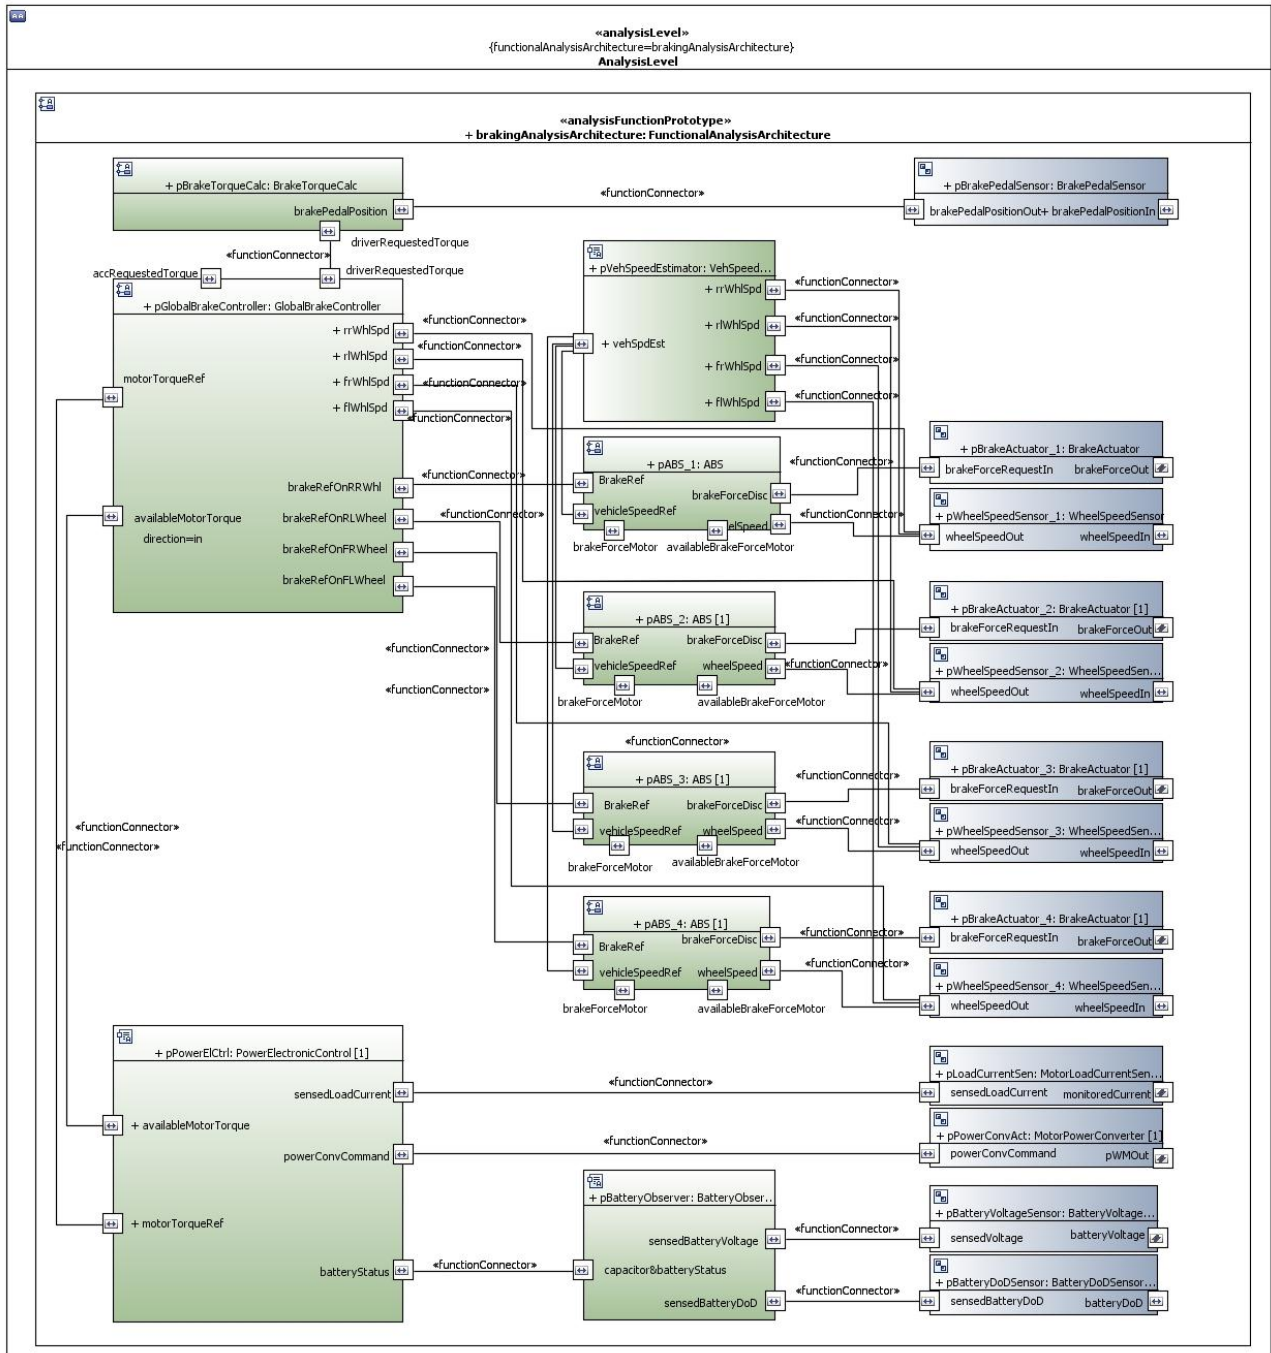 «analysisLevel»
{functionalAnalysisArchitecture=brakingAnalysisArchitecture}
AnalysisLevel
«analysisFunctionPrototype»
+ brakingAnalysisArchitecture: FunctionalAnalysisArchitecture
+ pBrakeTorqueCalc: BrakeTorqueCalc
brakePedalPosition
«functionConnector»
+ pBrakePedalSensor: BrakePedalSensor
brakePedalPositionOut+ brakePedalPositionIn
driverRequestedTorque
«functionConnector»
accRequestedTorque
driverRequestedTorque
+ pGlobalBrakeController: GlobalBrakeController
+ rrWhlSpd
+ rlWhlSpd
+ frWhlSpd
+ flWhlSpd
motorTorqueRef
brakeRefOnRRWhl
availableMotorTorque
direction=in
brakeRefOnRLWheel
brakeRefOnFRWheel
brakeRefOnFLWheel
«functionConnector»
«functionConnector»
«functionConnector»
«functionConnector»
«functionConnector»
«functionConnector»
«functionConnector»
«functionConnector»
+ pVehSpeedEstimator: VehSpeed...
+ rrWhlSpd
+ rlWhlSpd
+ vehSpdEst
+ frWhlSpd
+ flWhlSpd
«functionConnector»
«functionConnector»
«functionConnector»
«functionConnector»
+ pABS_1: ABS
BrakeRef
brakeForceDisc
vehicleSpeedRef
elSpeed
brakeForceMotor
availableBrakeForceMotor
«functionConnector»
«functionConnector»
+ pBrakeActuator_1: BrakeActuator
brakeForceRequestIn
brakeForceOut
+ pWheelSpeedSensor_1: WheelSpeedSensor
wheelSpeedOut
wheelSpeedIn
+ pABS_2: ABS [1]
BrakeRef
brakeForceDisc
vehicleSpeedRef
wheelSpeed
brakeForceMotor
availableBrakeForceMotor
«functionConnector»
+ pBrakeActuator_2: BrakeActuator [1]
brakeForceRequestIn
brakeForceOut
+ pWheelSpeedSensor_2: WheelSpeedSen...
wheelSpeedOut
wheelSpeedIn
«functionConnector»
+ pABS_3: ABS [1]
BrakeRef
brakeForceDisc
vehicleSpeedRef
wheelSpeed
brakeForceMotor
availableBrakeForceMotor
«functionConnector»
«functionConnector»
+ pBrakeActuator_3: BrakeActuator [1]
brakeForceRequestIn
brakeForceOut
+ pWheelSpeedSensor_3: WheelSpeedSen...
wheelSpeedOut
wheelSpeedIn
«functionConnector»
«functionConnector»
+ pABS_4: ABS [1]
BrakeRef
brakeForceDisc
vehicleSpeedRef
wheelSpeed
brakeForceMotor
availableBrakeForceMotor
«functionConnector»
«functionConnector»
+ pBrakeActuator_4: BrakeActuator [1]
brakeForceRequestIn
brakeForceOut
+ pWheelSpeedSensor_4: WheelSpeedSen...
wheelSpeedOut
wheelSpeedIn
+ pPowerElCtrl: PowerElectronicControl [1]
sensedLoadCurrent
+ availableMotorTorque
powerConvCommand
+ motorTorqueRef
batteryStatus
«functionConnector»
«functionConnector»
«functionConnector»
+ pLoadCurrentSen: MotorLoadCurrentSen...
sensedLoadCurrent
monitoredCurrent
+ pPowerConvAct: MotorPowerConverter [1]
powerConvCommand
pWMOut
+ pBatteryObserver: BatteryObser..
sensedBatteryVoltage
capacitor&batteryStatus
sensedBatteryDoD
«functionConnector»
«functionConnector»
+ pBatteryVoltageSensor: BatteryVoltage...
sensedVoltage
batteryVoltage
+ pBatteryDoDSensor: BatteryDoDSensor...
sensedBatteryDoD
batteryDoD